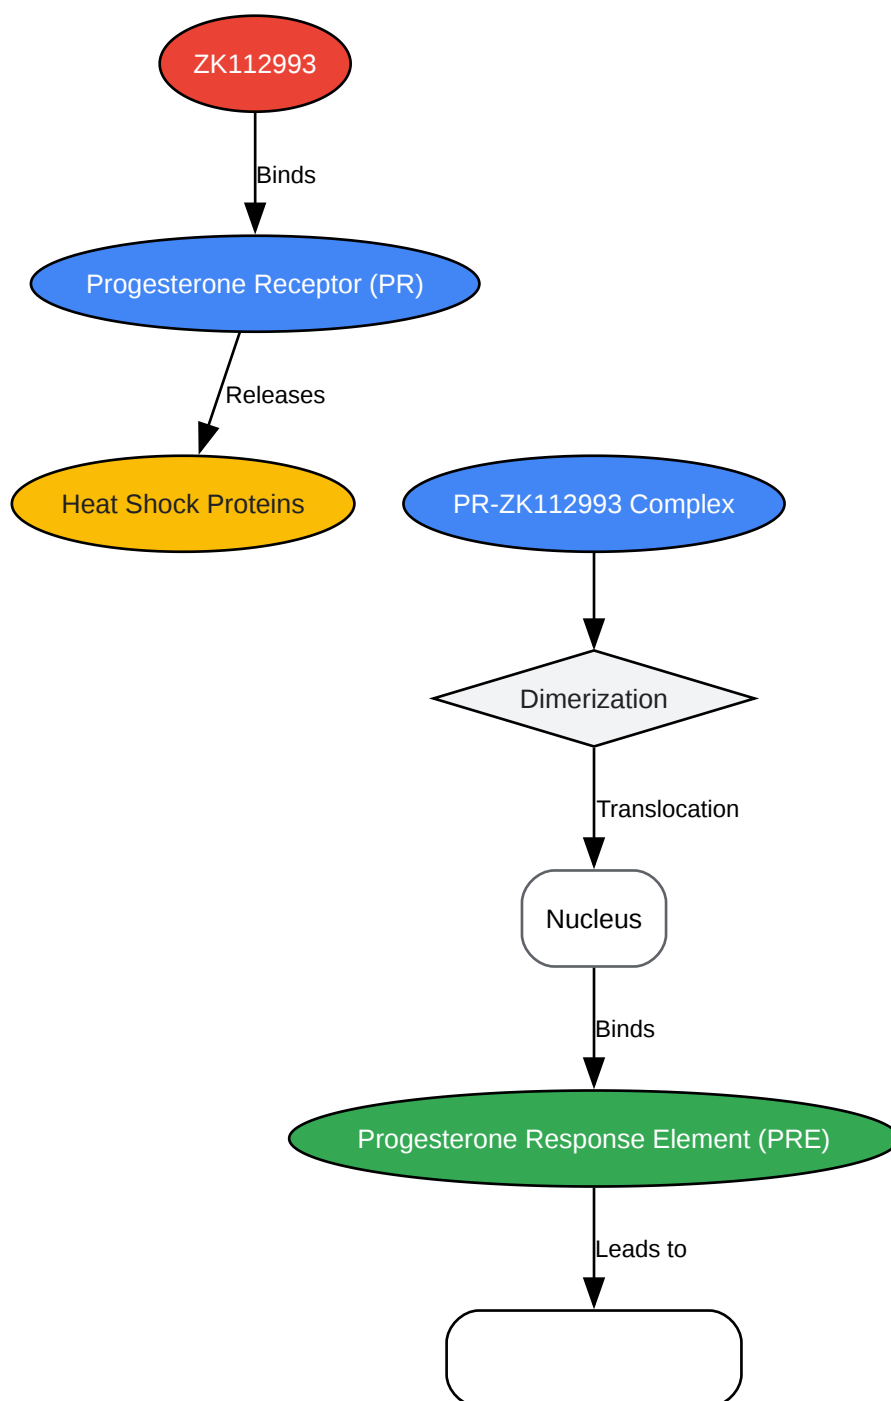 ZK112993
Binds
Progesterone Receptor (PR)
Releases
Heat Shock Proteins
PR-ZK112993 Complex
Dimerization
Translocation
Nucleus
Binds
Progesterone Response Element (PRE)
Leads to